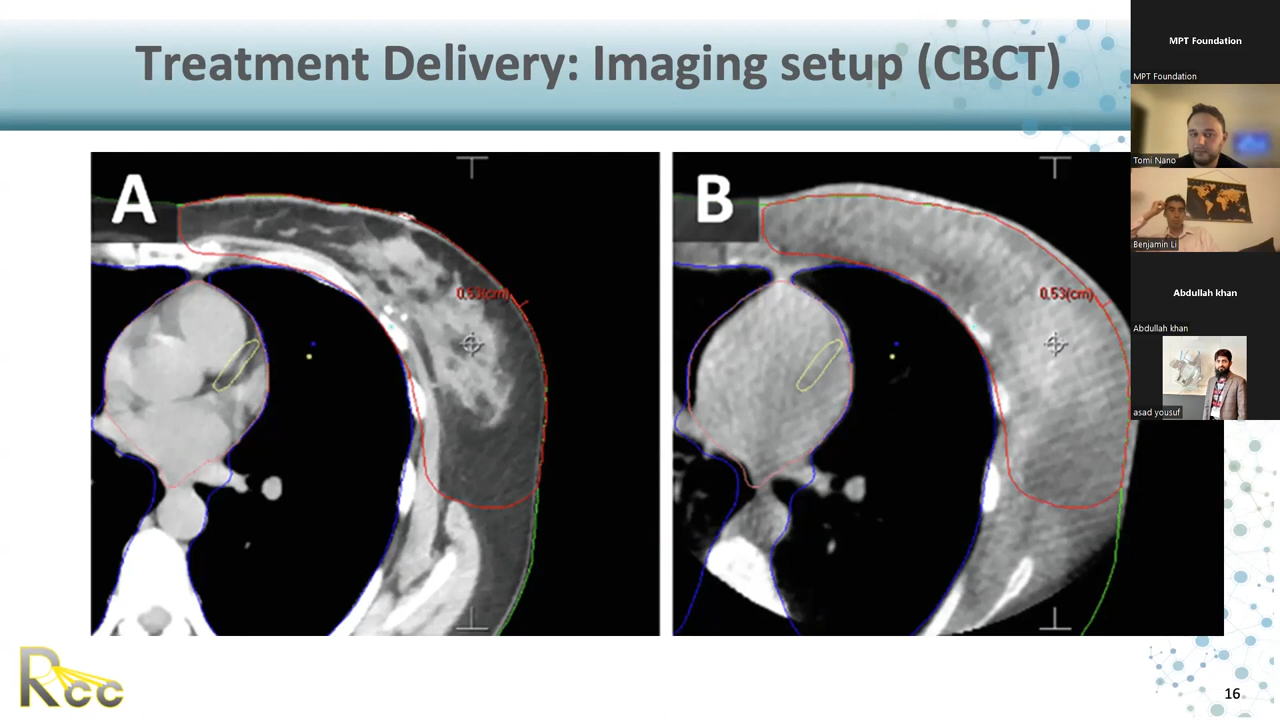 Treatment Delivery: Imaging setup (CBCT)
A
0.53(cm)
B
0.53(cm)
Rcc
16
MPT Foundation
MPT Foundation
Tomi Nano
Benjamin Li
Abdullah khan
Abdullah khan
asad yousuf